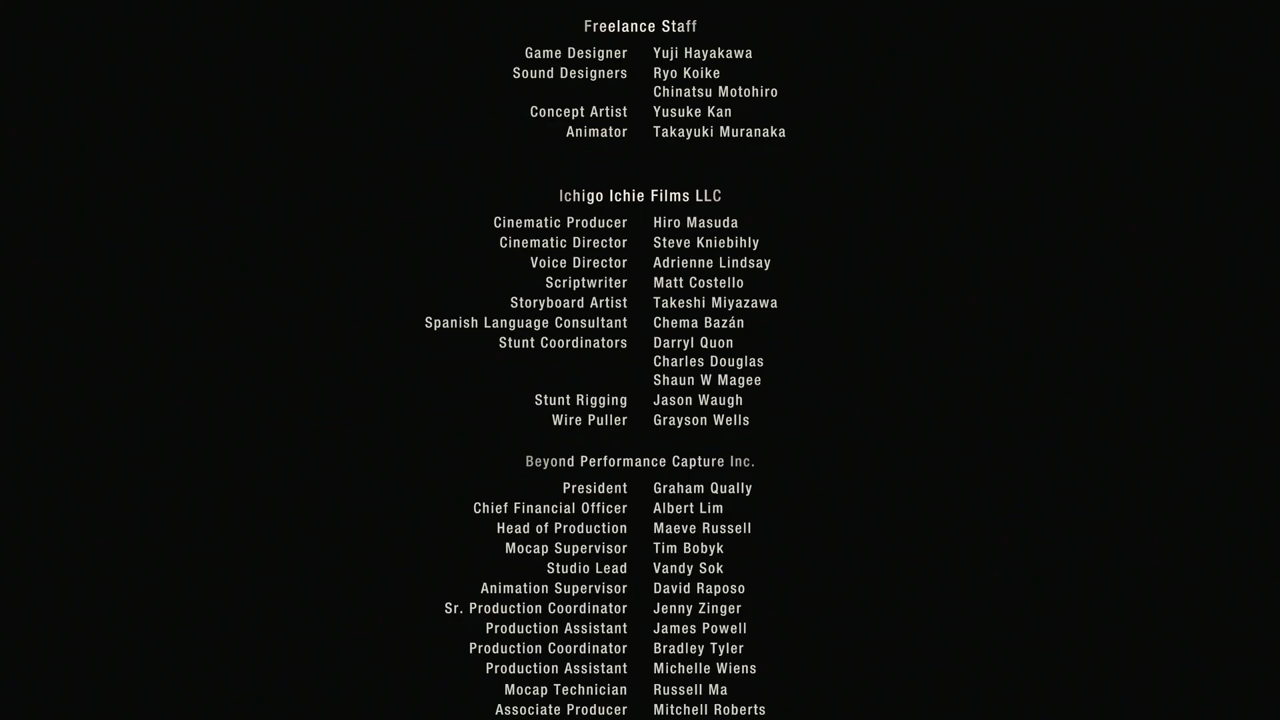 Freelance Staff
Game Designer Yuji Hayakawa
Sound Designers Ryo Koike
Chinatsu Motohiro
Concept Artist Yusuke Kan
Animator Takayuki Muranaka
Ichigo Ichie Films LLC
Cinematic Producer Hiro Masuda
Cinematic Director Steve Kniebihly
Voice Director Adrienne Lindsay
Scriptwriter Matt Costello
Storyboard Artist Takeshi Miyazawa
Spanish Language Consultant Chema Bazán
Stunt Coordinators Darryl Quon
Charles Douglas
Shaun W Magee
Stunt Rigging Jason Waugh
Wire Puller Grayson Wells
Beyond Performance Capture Inc.
President Graham Qually
Chief Financial Officer Albert Lim
Head of Production Maeve Russell
Mocap Supervisor Tim Bobyk
Studio Lead Vandy Sok
Animation Supervisor David Raposo
Sr. Production Coordinator Jenny Zinger
Production Assistant James Powell
Production Coordinator Bradley Tyler
Production Assistant Michelle Wiens
Mocap Technician Russell Ma
Associate Producer Mitchell Roberts